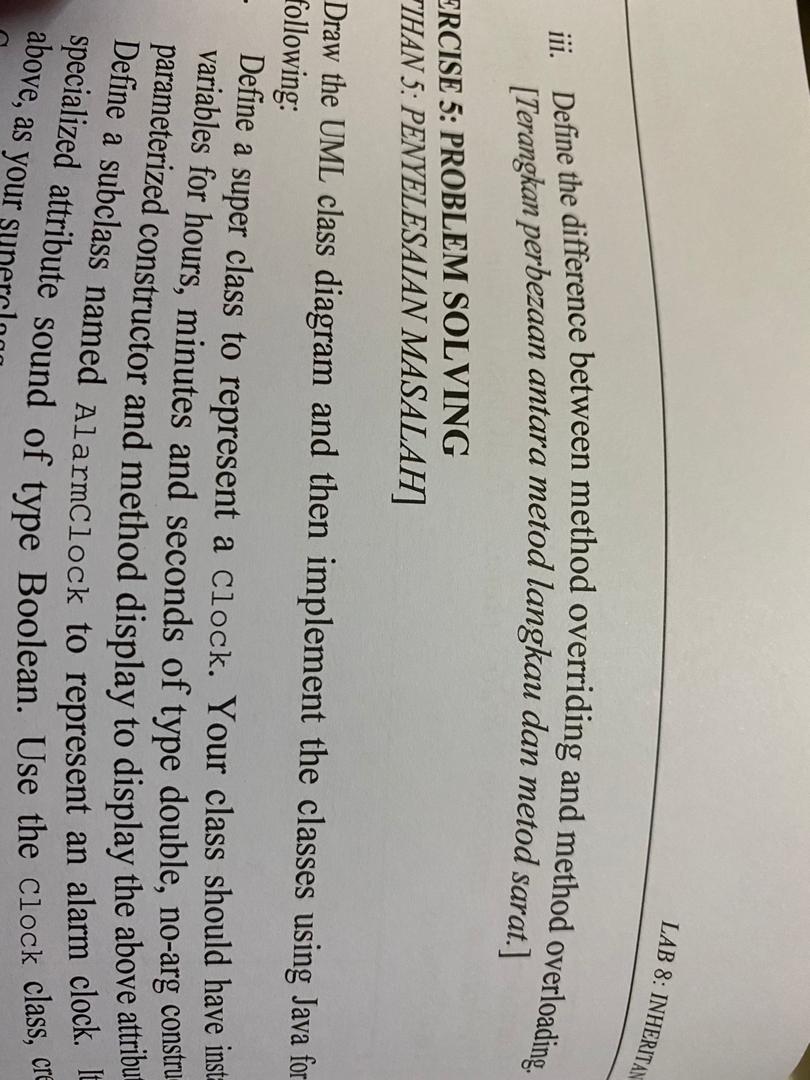 LAB 8: INHERITAN
iii. Define the difference between method overriding and method overloading.
[Terangkan perbezaan antara metod langkau dan metod sarat.]
ERCISE 5: PROBLEM SOLVING
TIHAN 5: PENYELESAIAN MASALAH]
Draw the UML class diagram and then implement the classes using Java for
following:
Define a super class to represent a Clock. Your class should have insta
variables for hours, minutes and seconds of type double, no-arg constru
parameterized constructor and method display to display the above attribut
Define a subclass named AlarmClock to represent an alarm clock. It
specialized attribute sound of type Boolean. Use the Clock class, cre
above, as your superclass